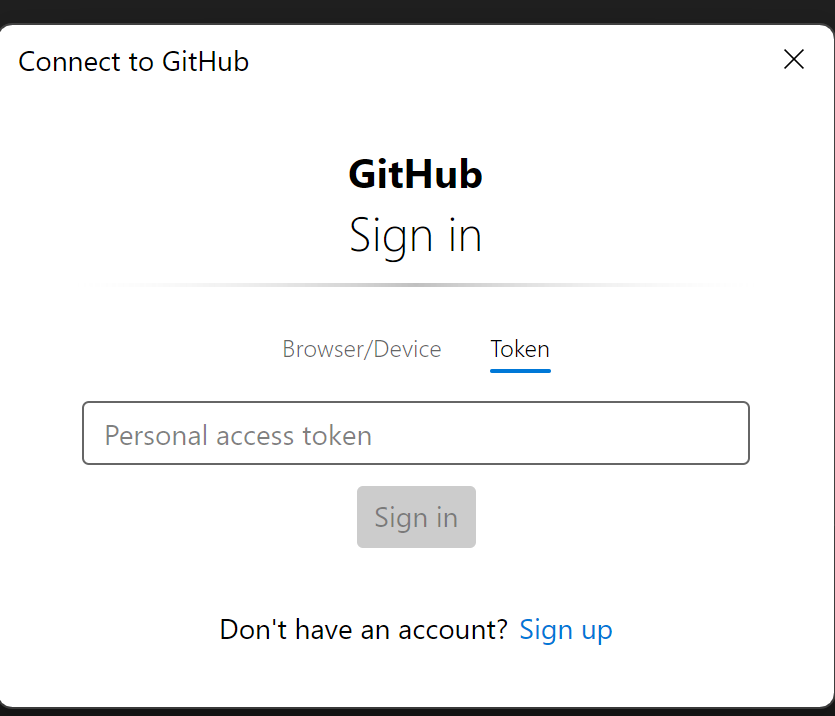 Connect to GitHub
GitHub
Sign in
Browser/Device Token
Personal access token
Sign in
Don't have an account? Sign up